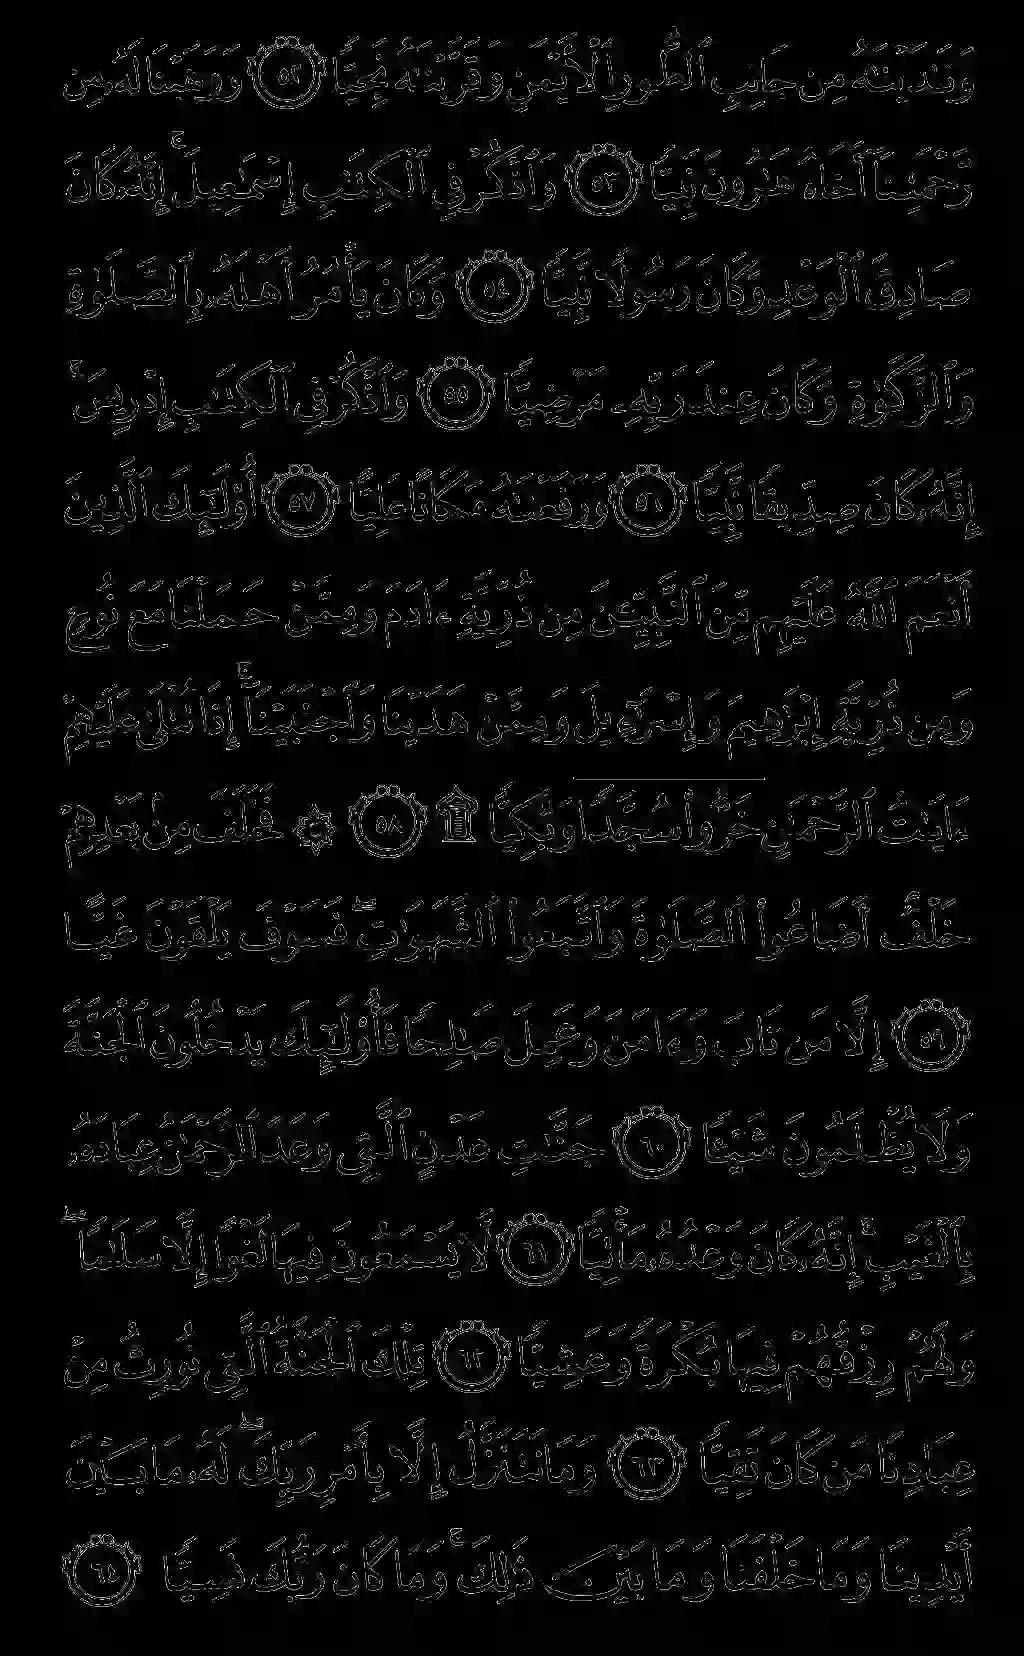 وَنَٰدَيْنَٰهُ مِن جَانِبِ ٱلطُّورِ ٱلْأَيْمَنِ وَقَرَّبْنَٰهُ نَجِيًّا ٥٢ وَوَهَبْنَا لَهُۥ مِن
رَّحْمَتِنَآ أَخَاهُ هَٰرُونَ نَبِيًّا ٥٣ وَٱذْكُرْ فِى ٱلْكِتَٰبِ إِسْمَٰعِيلَ ۚ إِنَّهُۥ كَانَ
صَادِقَ ٱلْوَعْدِ وَكَانَ رَسُولًا نَّبِيًّا ٥٤ وَكَانَ يَأْمُرُ أَهْلَهُۥ بِٱلصَّلَوٰةِ
وَٱلزَّكَوٰةِ وَكَانَ عِندَ رَبِّهِۦ مَرْضِيًّا ٥٥ وَٱذْكُرْ فِى ٱلْكِتَٰبِ إِدْرِيسَ ۚ
إِنَّهُۥ كَانَ صِدِّيقًا نَّبِيًّا ٥٦ وَرَفَعْنَٰهُ مَكَانًا عَلِيًّا ٥٧ أُو۟لَٰٓئِكَ ٱلَّذِينَ
أَنْعَمَ ٱللَّهُ عَلَيْهِم مِّنَ ٱلنَّبِيِّۦنَ مِن ذُرِّيَّةِ ءَادَمَ وَمِمَّنْ حَمَلْنَا مَعَ نُوحٍ
وَمِن ذُرِّيَّةِ إِبْرَٰهِيمَ وَإِسْرَٰٓءِيلَ وَمِمَّنْ هَدَيْنَا وَٱجْتَبَيْنَآ ۚ إِذَا تُتْلَىٰ عَلَيْهِمْ
ءَايَٰتُ ٱلرَّحْمَٰنِ خَرُّوا۟ سُجَّدًا وَبُكِيًّا ۩ ٥٨ ۞ فَخَلَفَ مِنۢ بَعْدِهِمْ
خَلْفٌ أَضَاعُوا۟ ٱلصَّلَوٰةَ وَٱتَّبَعُوا۟ ٱلشَّهَوَٰتِ ۖ فَسَوْفَ يَلْقَوْنَ غَيًّا
٥٩ إِلَّا مَن تَابَ وَءَامَنَ وَعَمِلَ صَٰلِحًا فَأُو۟لَٰٓئِكَ يَدْخُلُونَ ٱلْجَنَّةَ
وَلَا يُظْلَمُونَ شَيْـًٔا ٦٠ جَنَّٰتِ عَدْنٍ ٱلَّتِى وَعَدَ ٱلرَّحْمَٰنُ عِبَادَهُۥ
بِٱلْغَيْبِ ۚ إِنَّهُۥ كَانَ وَعْدُهُۥ مَأْتِيًّا ٦١ لَّا يَسْمَعُونَ فِيهَا لَغْوًا إِلَّا سَلَٰمًا ۖ
وَلَهُمْ رِزْقُهُمْ فِيهَا بُكْرَةً وَعَشِيًّا ٦٢ تِلْكَ ٱلْجَنَّةُ ٱلَّتِى نُورِثُ مِنْ
عِبَادِنَا مَن كَانَ تَقِيًّا ٦٣ وَمَا نَتَنَزَّلُ إِلَّا بِأَمْرِ رَبِّكَ ۖ لَهُۥ مَا بَيْنَ
أَيْدِينَا وَمَا خَلْفَنَا وَمَا بَيْنَ ذَٰلِكَ ۚ وَمَا كَانَ رَبُّكَ نَسِيًّا ٦٤